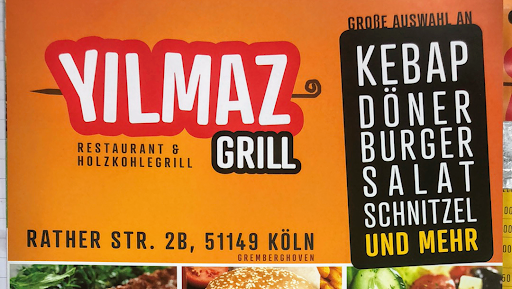 YILMAZ
GRILL
RESTAURANT &
HOLZKOHLEGRILL
RATHER STR. 2B, 51149 KÖLN
GREMBERGHOVEN
GROßE AUSWAHL AN
KEBAP
DÖNER
BURGER
SALAT
SCHNITZEL
UND MEHR